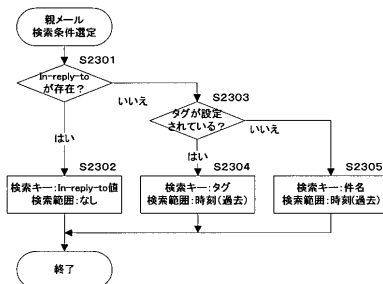 親メール
検索条件選定
S2301
In-reply-to
が存在?
いいえ
はい
S2303
タグが設定
されている?
いいえ
はい
S2302
検索キー:In-reply-to値
検索範囲:なし
S2304
検索キー:タグ
検索範囲:時刻(過去)
S2305
検索キー:件名
検索範囲:時刻(過去)
終了